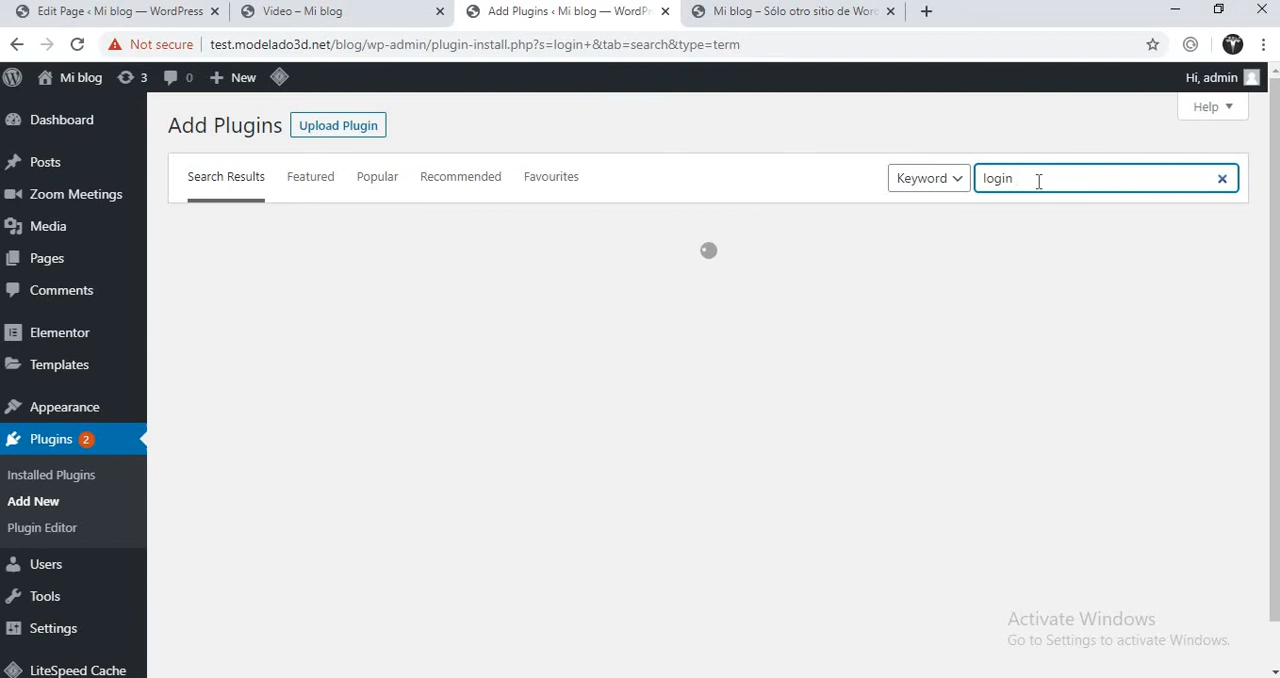 Edit Page ‹ Mi blog — WordPress
Video – Mi blog
Add Plugins ‹ Mi blog — WordPr
Mi blog – Sólo otro sitio de Wor
Not secure
test.modelado3d.net/blog/wp-admin/plugin-install.php?s=login+&tab=search&type=term
Mi blog
3
0
New
Hi, admin
Dashboard
Posts
Zoom Meetings
Media
Pages
Comments
Elementor
Templates
Appearance
Plugins 2
Installed Plugins
Add New
Plugin Editor
Users
Tools
Settings
LiteSpeed Cache
Help
Add Plugins
Upload Plugin
Search Results
Featured
Popular
Recommended
Favourites
Keyword
login
Activate Windows
Go to Settings to activate Windows.